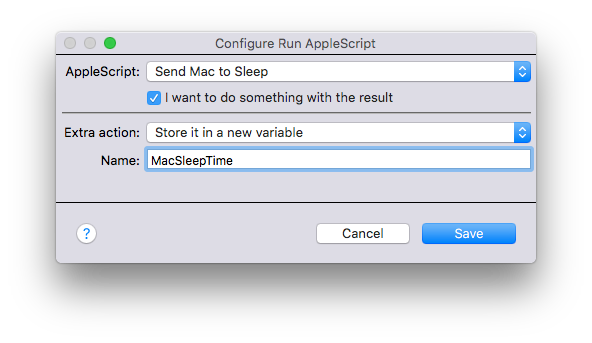 Configure Run AppleScript
AppleScript: Send Mac to Sleep
I want to do something with the result
Extra action: Store it in a new variable
Name: MacSleepTime
? Cancel Save